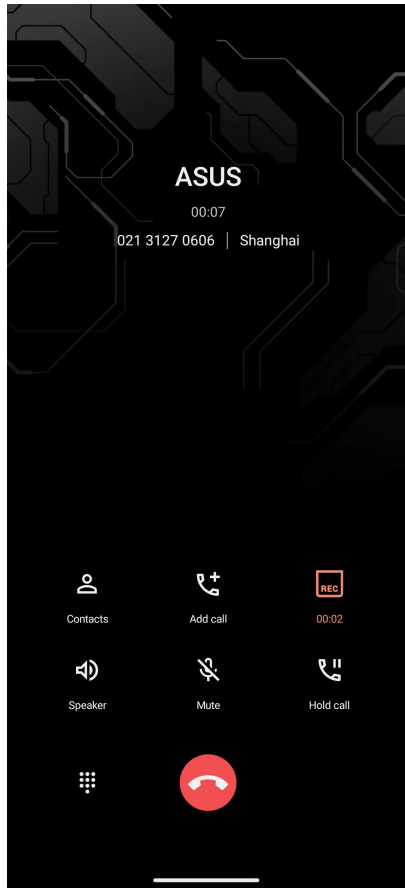 ASUS
00:07
021 3127 0606 | Shanghai
Contacts
Add call
REC
00:02
Speaker
Mute
Hold call